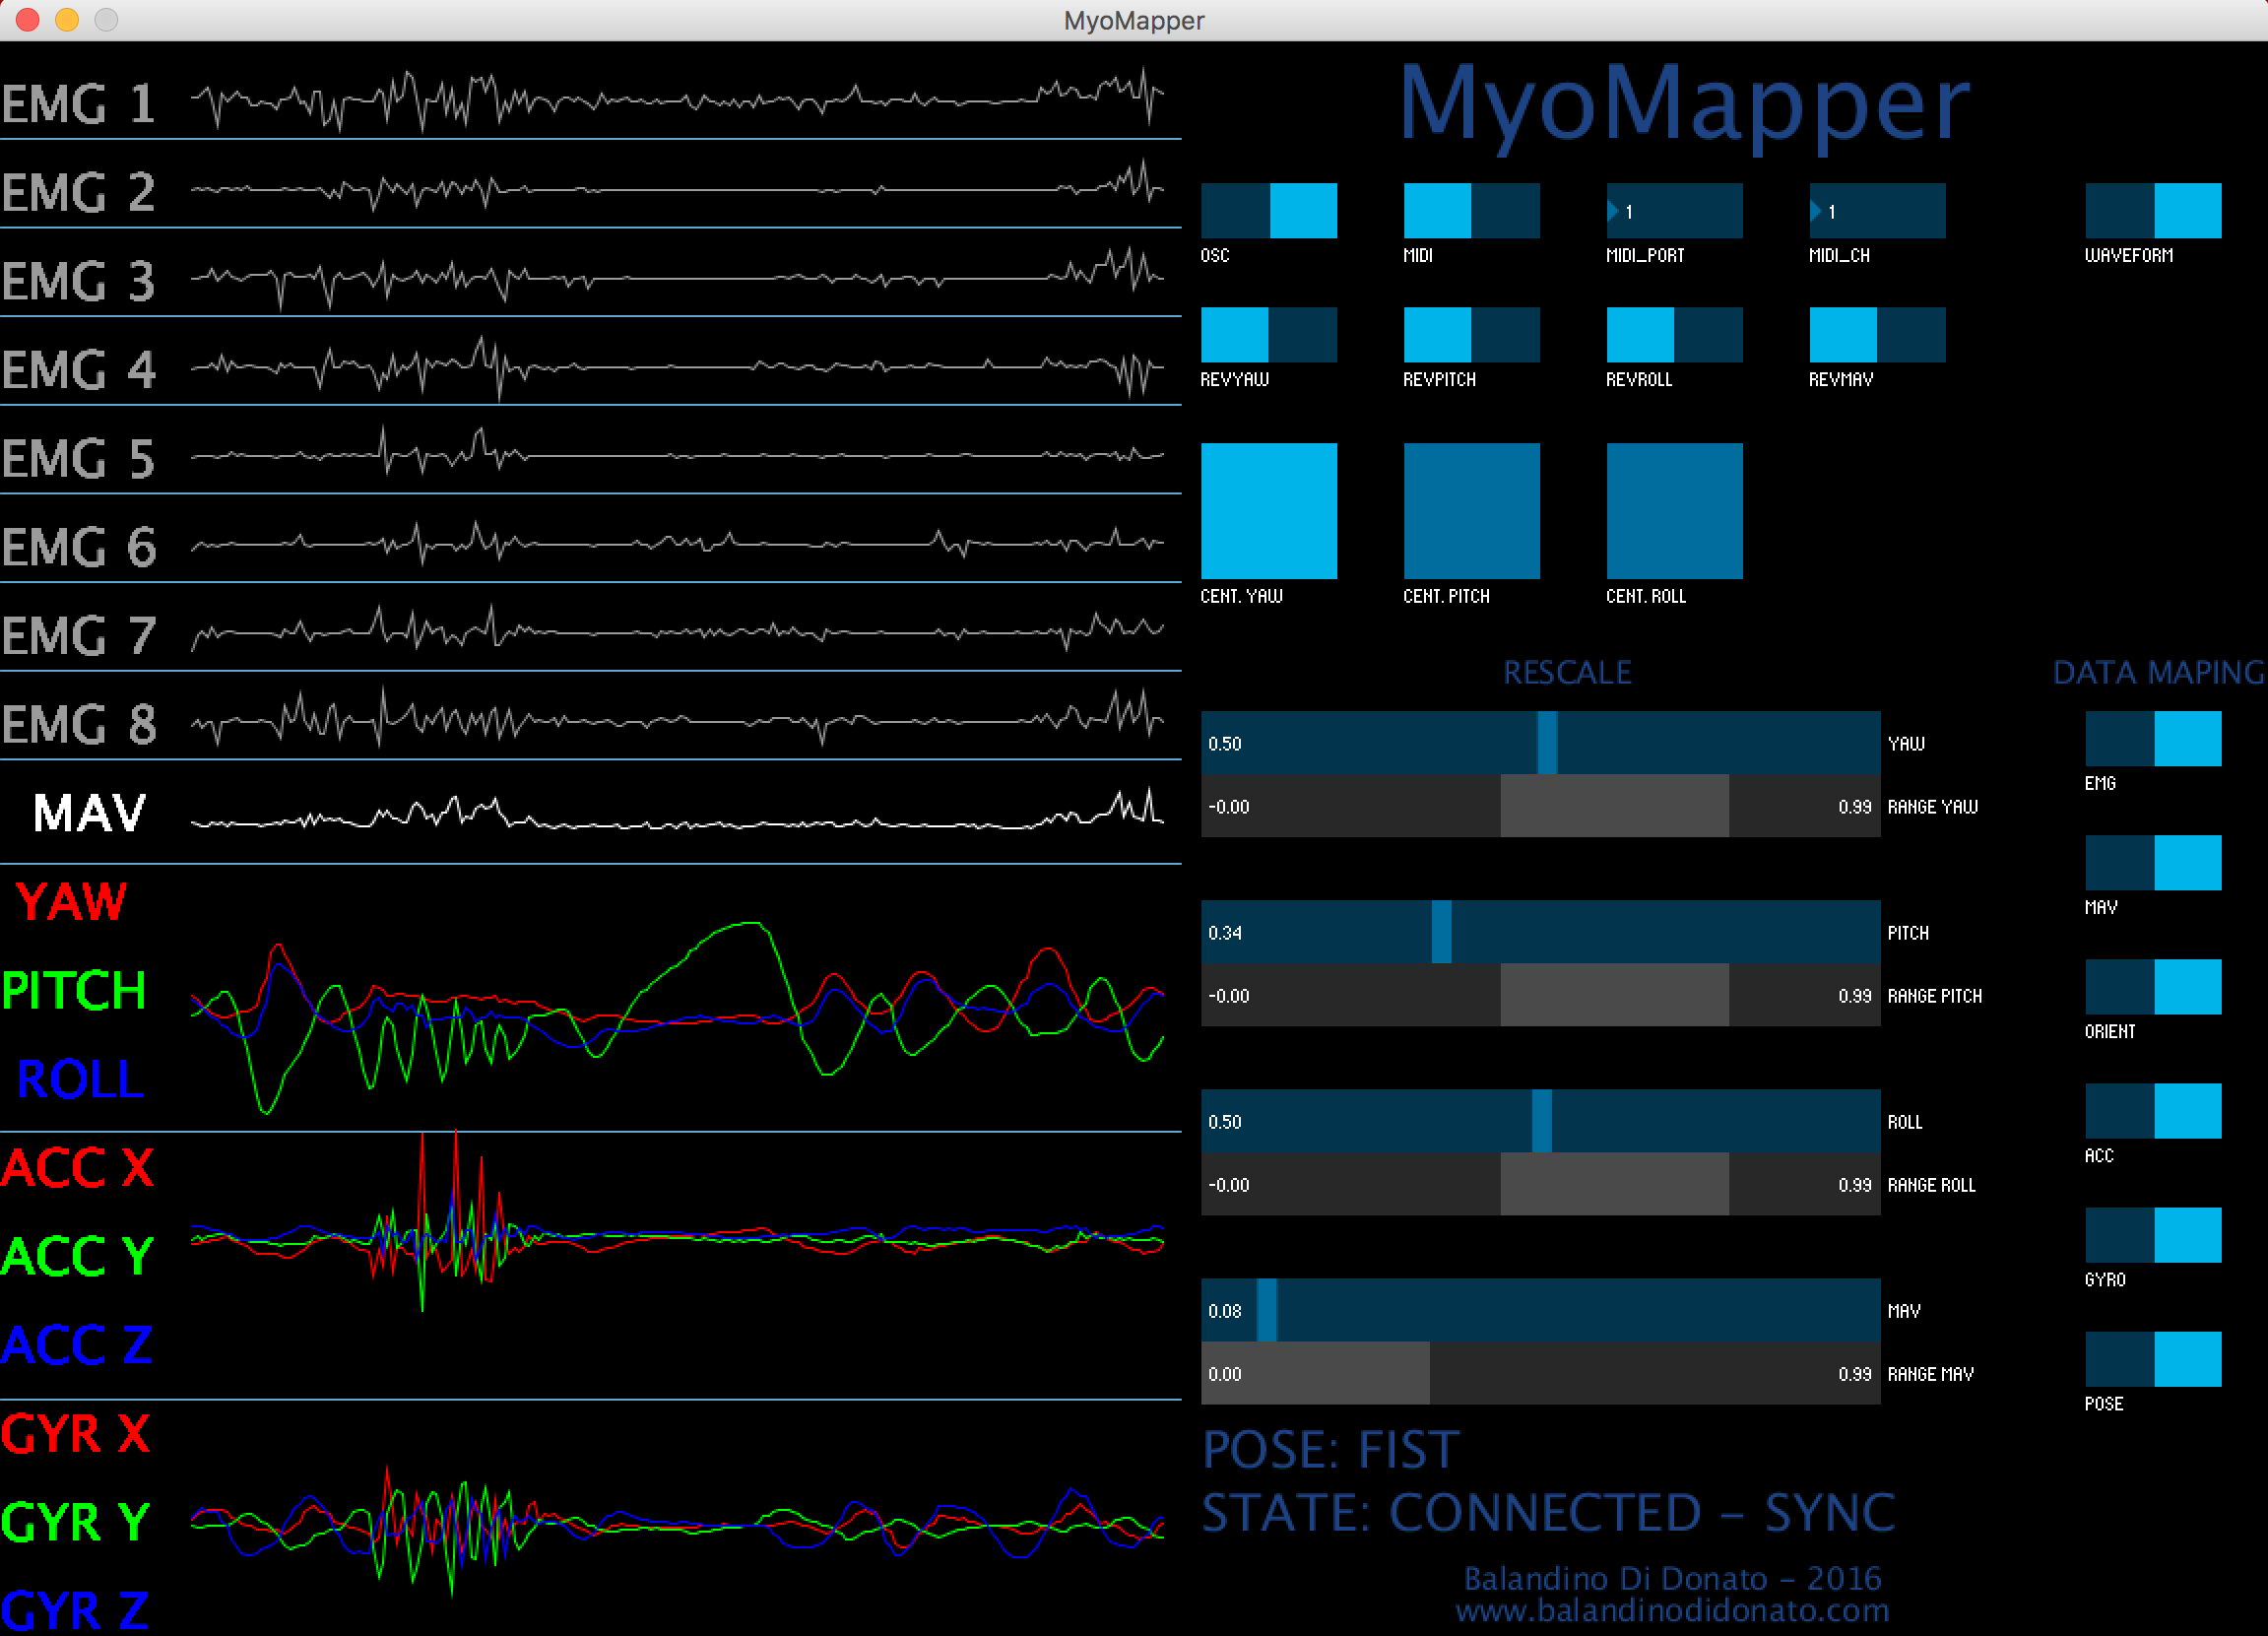 MyoMapper
EMG 1
EMG 2
EMG 3
EMG 4
EMG 5
EMG 6
EMG 7
EMG 8
MAV
YAW
PITCH
ROLL
ACC X
ACC Y
ACC Z
GYR X
GYR Y
GYR Z
MyoMapper
1
1
OSC
MIDI
MIDI_PORT
MIDI_CH
WAVEFORM
REVYAW
REVPITCH
REVROLL
REVMAV
CENT. YAW
CENT. PITCH
CENT. ROLL
RESCALE
0.50
YAW
-0.00
0.99
RANGE YAW
0.34
PITCH
-0.00
0.99
RANGE PITCH
0.50
ROLL
-0.00
0.99
RANGE ROLL
0.08
MAV
0.00
0.99
RANGE MAV
DATA MAPING
EMG
MAV
ORIENT
ACC
GYRO
POSE
POSE: FIST
STATE: CONNECTED – SYNC
Balandino Di Donato – 2016
www.balandinodidonato.com